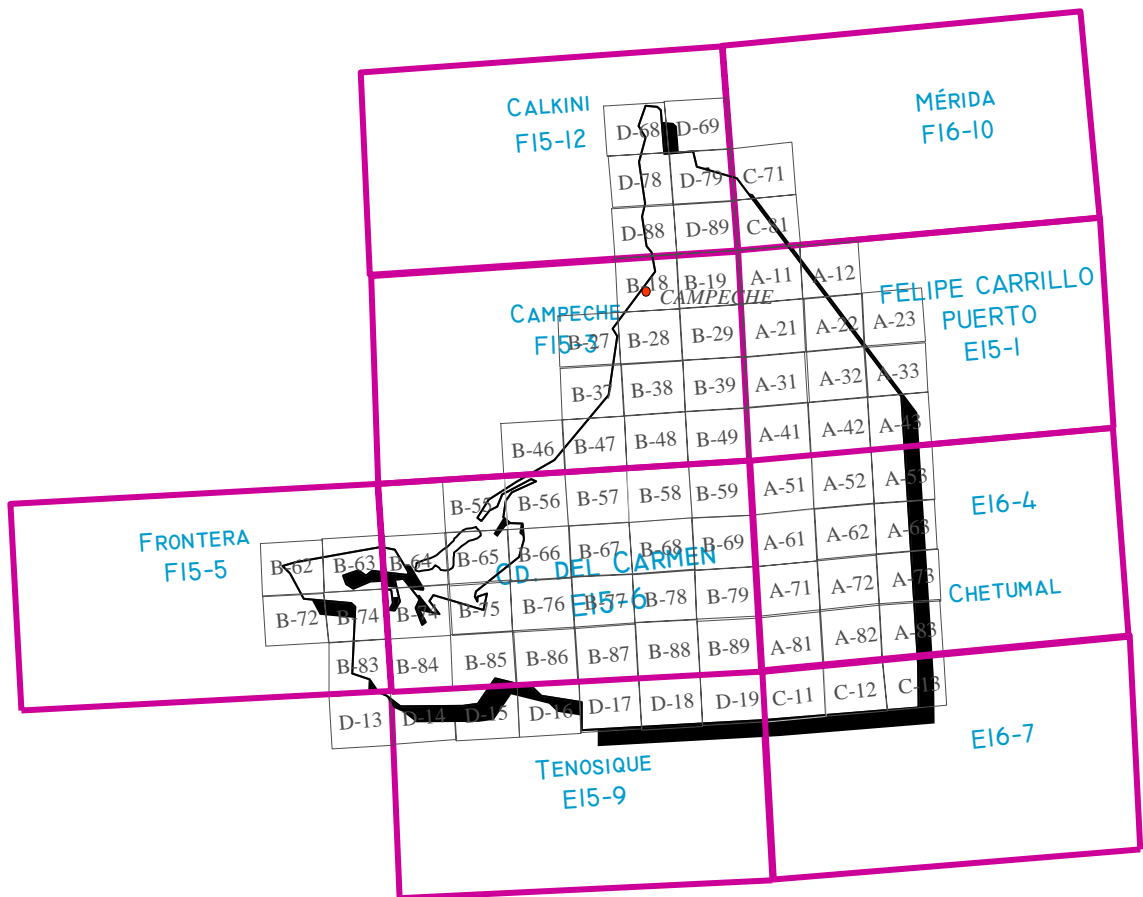 CALKINI
F15-12
MÉRIDA
F16-10
D-68 D-69
D-78 D-79 C-71
D-88 D-89 C-81
B-18 B-19 A-11 A-12
CAMPECHE
CAMPECHE
F15-3
FELIPE CARRILLO
PUERTO
E15-1
B-27 B-28 B-29 A-21 A-22 A-23
B-37 B-38 B-39 A-31 A-32 A-33
B-46 B-47 B-48 B-49 A-41 A-42 A-43
B-55 B-56 B-57 B-58 B-59 A-51 A-52 A-53
E16-4
FRONTERA
F15-5
B-62 B-63 B-64 B-65 B-66 B-67 B-68 B-69 A-61 A-62 A-63
CD. DEL CARMEN
E15-6
B-72 B-74 B-74 B-75 B-76 B-77 B-78 B-79 A-71 A-72 A-73
CHETUMAL
B-83 B-84 B-85 B-86 B-87 B-88 B-89 A-81 A-82 A-83
D-13 D-14 D-15 D-16 D-17 D-18 D-19 C-11 C-12 C-13
TENOSIQUE
E15-9
E16-7